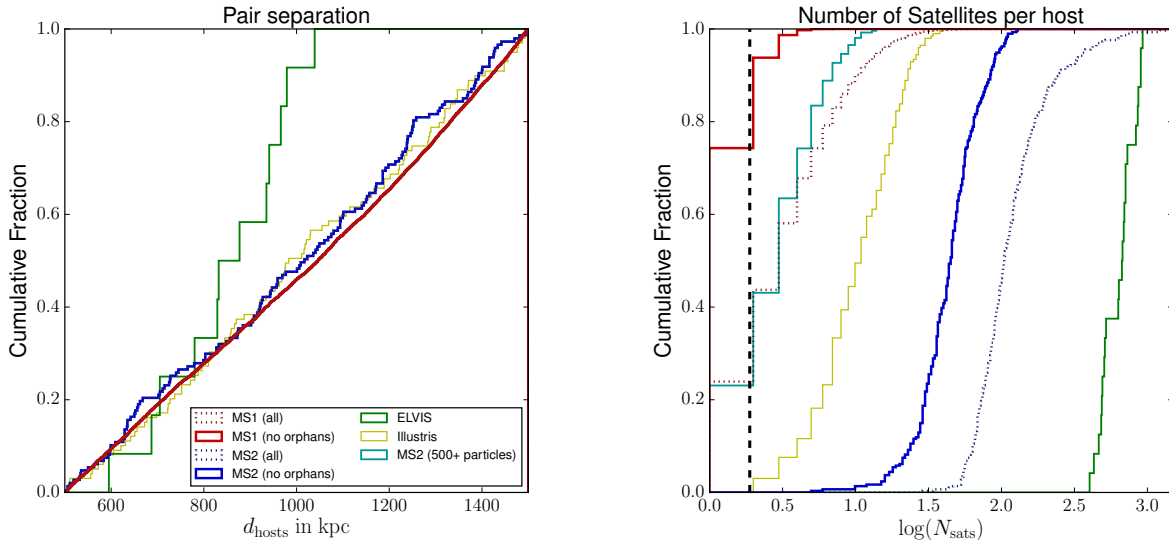 Pair separation
Cumulative Fraction
1.0
0.8
0.6
0.4
0.2
0.0
600 800 1000 1200 1400
d_hosts in kpc
MS1 (all)
MS1 (no orphans)
MS2 (all)
MS2 (no orphans)
ELVIS
Illustris
MS2 (500+ particles)
Number of Satellites per host
Cumulative Fraction
1.0
0.8
0.6
0.4
0.2
0.0
0.0 0.5 1.0 1.5 2.0 2.5 3.0
log(N_sats)